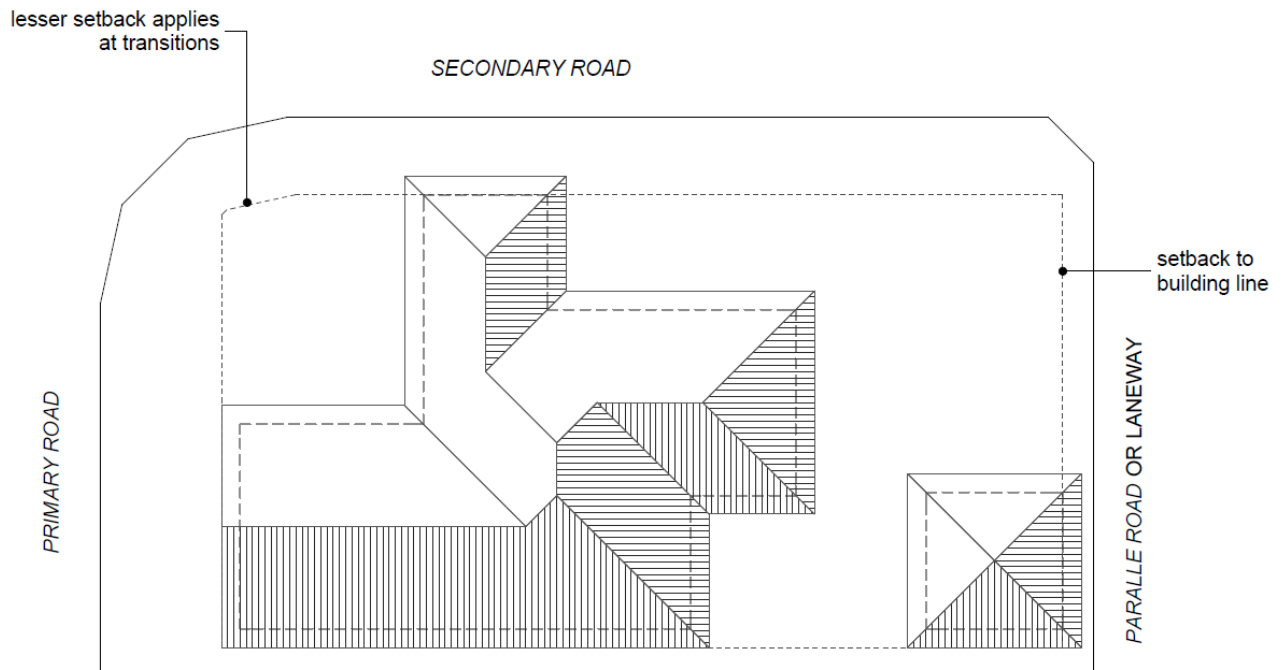 lesser setback applies
at transitions
SECONDARY ROAD
setback to
building line
PRIMARY ROAD
PARALLE ROAD OR LANEWAY